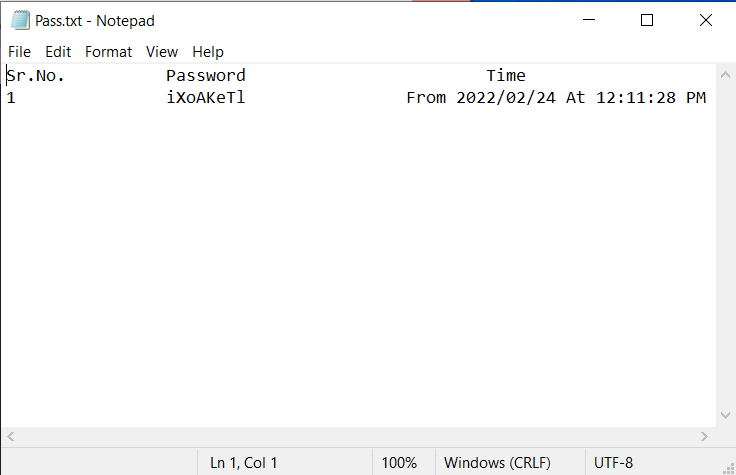 Pass.txt - Notepad
File Edit Format View Help
Sr.No. Password Time
1 iXoAKeTl From 2022/02/24 At 12:11:28 PM
Ln 1, Col 1 100% Windows (CRLF) UTF-8